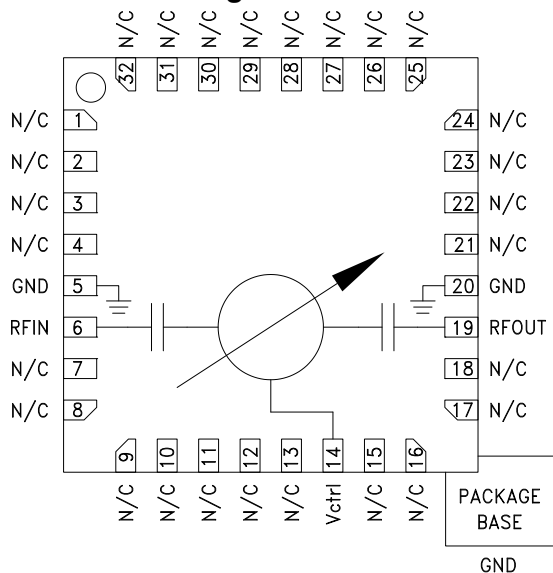 N/C N/C N/C N/C N/C N/C N/C N/C
32 31 30 29 28 27 26 25
N/C 1
N/C 2
N/C 3
N/C 4
GND 5
RFIN 6
N/C 7
N/C 8
24 N/C
23 N/C
22 N/C
21 N/C
20 GND
19 RFOUT
18 N/C
17 N/C
9 10 11 12 13 14 15 16
N/C N/C N/C N/C N/C Vctrl N/C N/C
PACKAGE
BASE
GND